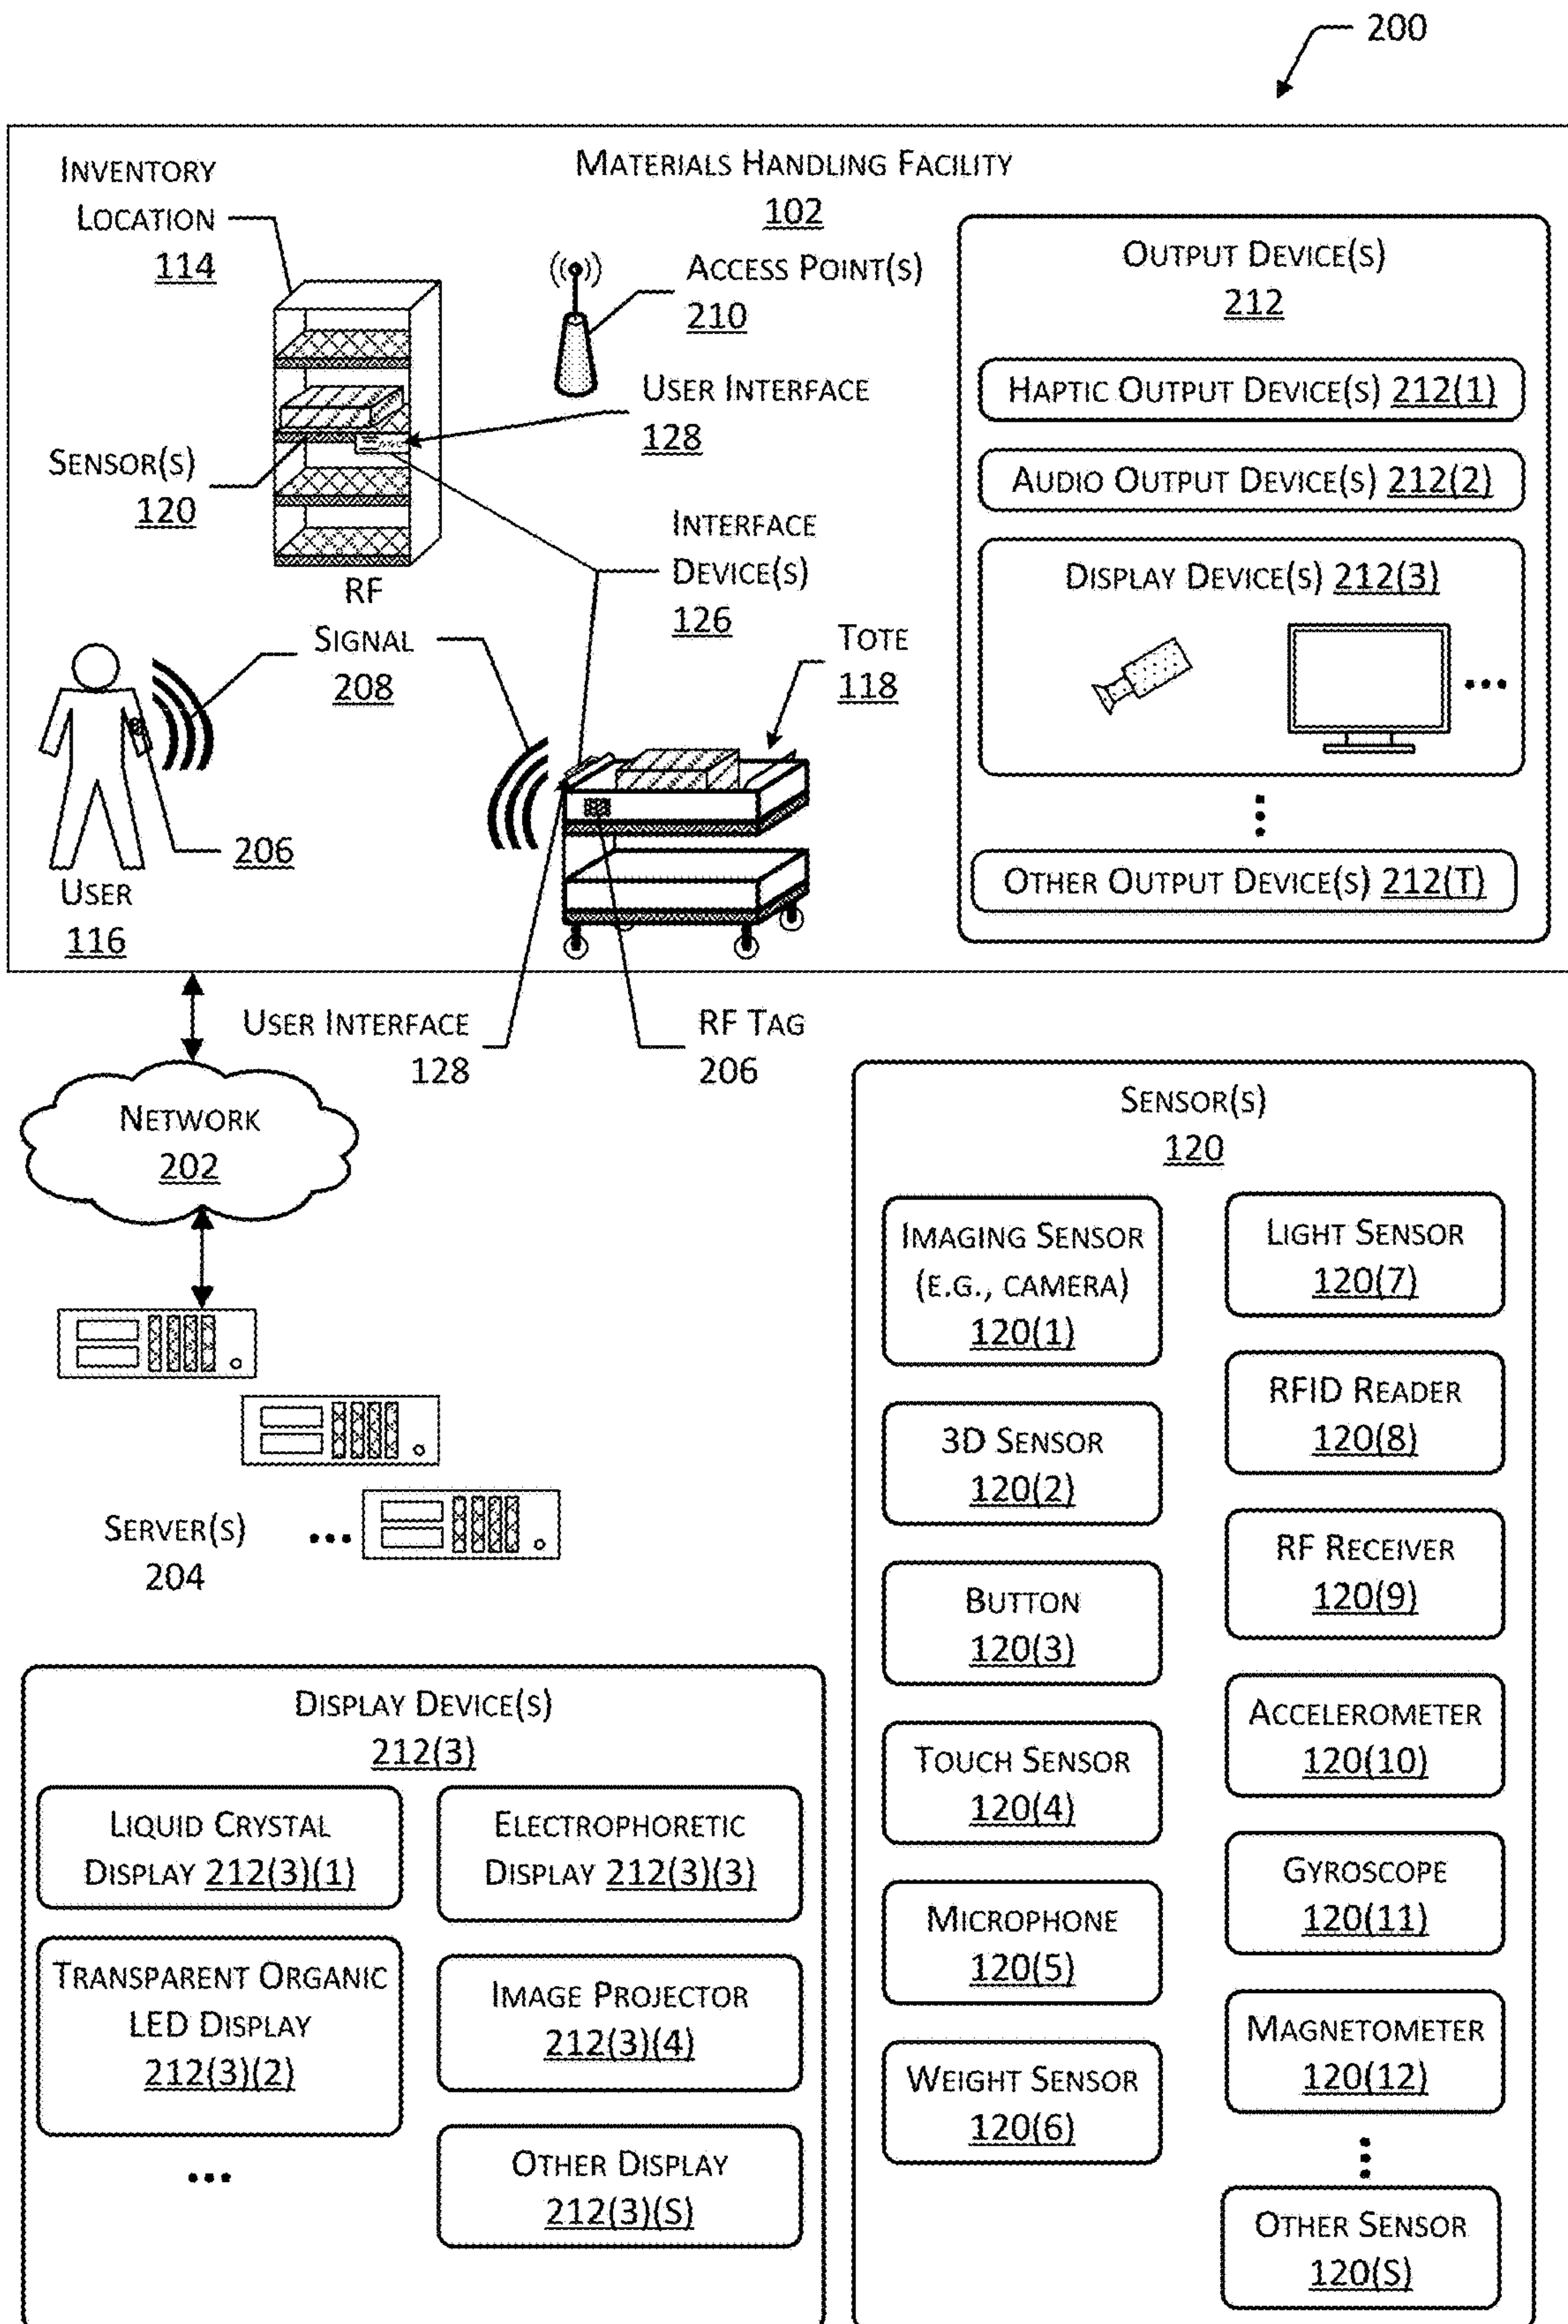 200
INVENTORY
LOCATION
114
MATERIALS HANDLING FACILITY
102
ACCESS POINT(S)
210
USER INTERFACE
128
SENSOR(S)
120
INTERFACE
DEVICE(S)
126
RF
SIGNAL
208
TOTE
118
206
USER
116
OUTPUT DEVICE(S)
212
HAPTIC OUTPUT DEVICE(S) 212(1)
AUDIO OUTPUT DEVICE(S) 212(2)
DISPLAY DEVICE(S) 212(3)
OTHER OUTPUT DEVICE(S) 212(T)
USER INTERFACE
128
RF TAG
206
NETWORK
202
SERVER(S)
204
SENSOR(S)
120
IMAGING SENSOR
(E.G., CAMERA)
120(1)
3D SENSOR
120(2)
BUTTON
120(3)
TOUCH SENSOR
120(4)
MICROPHONE
120(5)
WEIGHT SENSOR
120(6)
LIGHT SENSOR
120(7)
RFID READER
120(8)
RF RECEIVER
120(9)
ACCELEROMETER
120(10)
GYROSCOPE
120(11)
MAGNETOMETER
120(12)
OTHER SENSOR
120(S)
DISPLAY DEVICE(S)
212(3)
LIQUID CRYSTAL
DISPLAY 212(3)(1)
TRANSPARENT ORGANIC
LED DISPLAY
212(3)(2)
ELECTROPHORETIC
DISPLAY 212(3)(3)
IMAGE PROJECTOR
212(3)(4)
OTHER DISPLAY
212(3)(S)